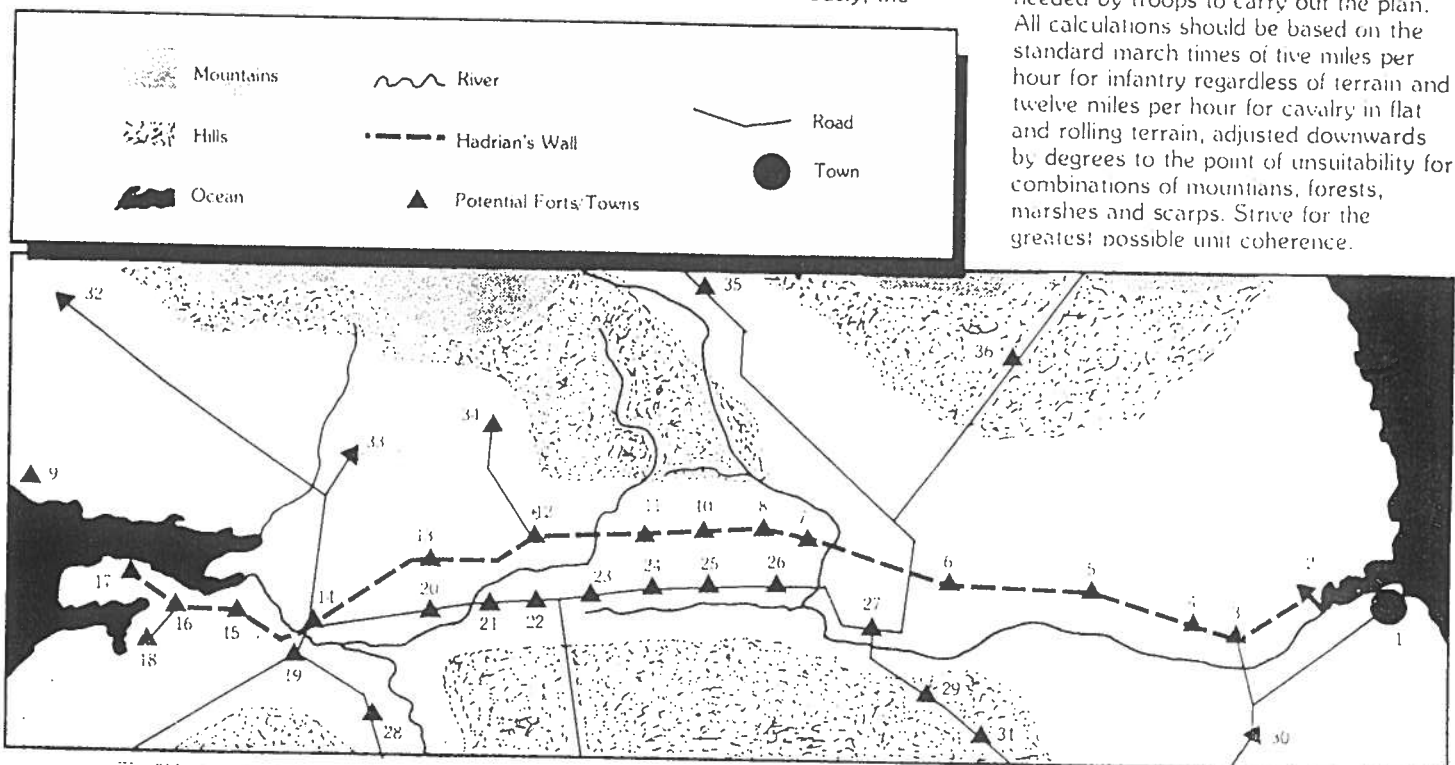 needed by troops to carry out the plan.
All calculations should be based on the
standard march times of five miles per
hour for infantry regardless of terrain and
twelve miles per hour for cavalry in flat
and rolling terrain, adjusted downwards
by degrees to the point of unsuitability for
combinations of mountians, forests,
marshes and scarps. Strive for the
greatest possible unit coherence.
Mountains
River
Road
Hills
Hadrian's Wall
Town
Ocean
Potential Forts/Towns
32
35
36
34
33
9
12
11
10
8
7
13
6
5
2
17
14
20
23
24
25
26
4
3
16
15
21
22
27
1
18
19
28
29
31
30